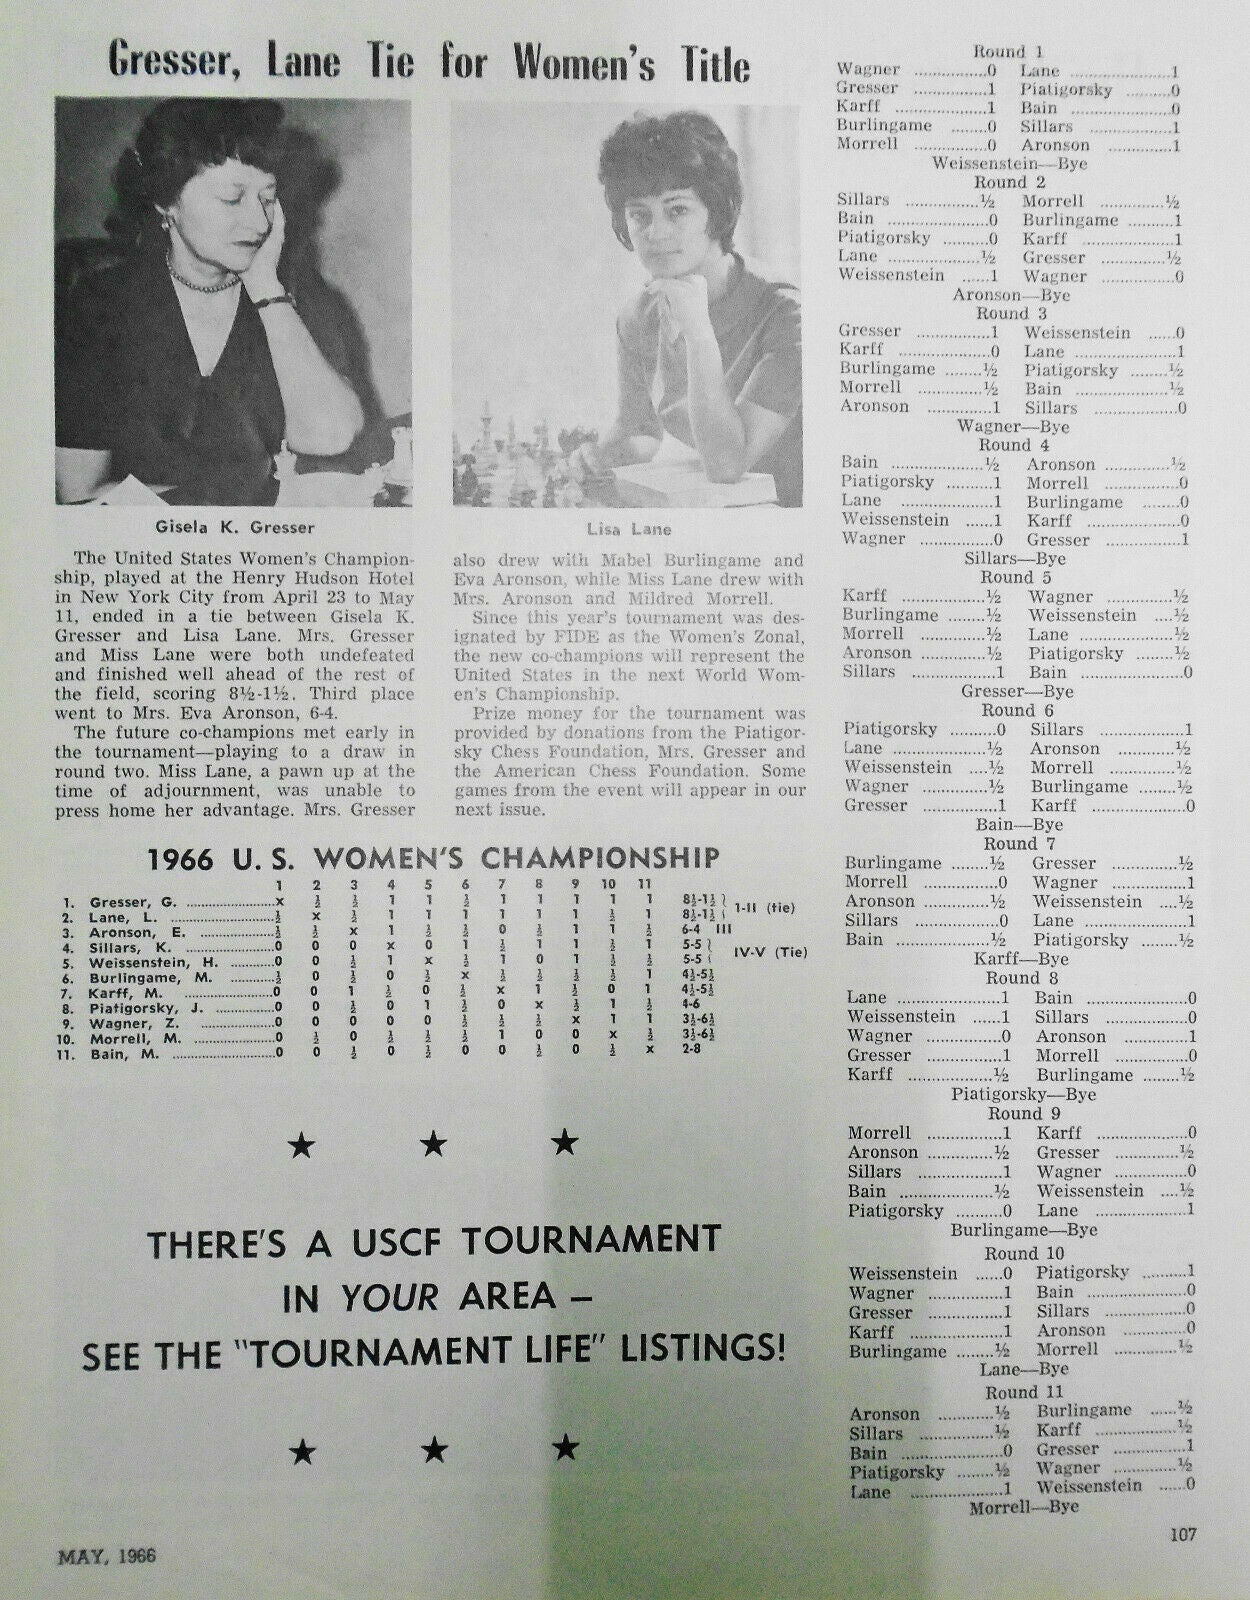 Gresser, Lane Tie for Women's Title
Gisela K. Gresser
Lisa Lane
The United States Women's Champion-
ship, played at the Henry Hudson Hotel
in New York City from April 23 to May
11, ended in a tie between Gisela K.
Gresser and Lisa Lane. Mrs. Gresser
and Miss Lane were both undefeated
and finished well ahead of the rest of
the field, scoring 8½-1½. Third place
went to Mrs. Eva Aronson, 6-4.
The future co-champions met early in
the tournament—playing to a draw in
round two. Miss Lane, a pawn up at the
time of adjournment, was unable to
press home her advantage. Mrs. Gresser
also drew with Mabel Burlingame and
Eva Aronson, while Miss Lane drew with
Mrs. Aronson and Mildred Morrell.
Since this year's tournament was des-
ignated by FIDE as the Women's Zonal,
the new co-champions will represent the
United States in the next World Wom-
en's Championship.
Prize money for the tournament was
provided by donations from the Piatigor-
sky Chess Foundation, Mrs. Gresser and
the American Chess Foundation. Some
games from the event will appear in our
next issue.
1966 U. S. WOMEN'S CHAMPIONSHIP
1 2 3 4 5 6 7 8 9 10 11
1. Gresser, G. ......................x ½ ½ 1 1 ½ 1 1 1 1 1 8½-1½ } I-II (tie)
2. Lane, L. ......................½ x ½ 1 1 1 1 1 1 ½ 1 8½-1½
3. Aronson, E. ......................½ ½ x 1 ½ ½ 0 ½ 1 1 ½ 6-4 III
4. Sillars, K. ......................0 0 0 x 0 1 ½ 1 1 ½ 1 5-5 } IV-V (Tie)
5. Weissenstein, H. ............0 0 ½ 1 x ½ 1 0 1 ½ ½ 5-5
6. Burlingame, M. ............½ 0 ½ 0 ½ x ½ ½ ½ ½ 1 4½-5½
7. Karff, M. ......................0 0 1 ½ 0 ½ x 1 ½ 0 1 4½-5½
8. Piatigorsky, J. ............0 0 ½ 0 1 ½ 0 x ½ 1 ½ 4-6
9. Wagner, Z. ......................0 0 0 0 0 ½ ½ ½ x 1 1 3½-6½
10. Morrell, M. ......................0 ½ 0 ½ ½ ½ 1 0 0 x ½ 3½-6½
11. Bain, M. ......................0 0 ½ 0 ½ 0 0 ½ 0 ½ x 2-8
★ ★ ★
THERE'S A USCF TOURNAMENT
IN YOUR AREA –
SEE THE "TOURNAMENT LIFE" LISTINGS!
★ ★ ★
MAY, 1966
Round 1
Wagner ................0 Lane ......................1
Gresser ...............1 Piatigorsky .........0
Karff ...................1 Bain ......................0
Burlingame ........0 Sillars .................1
Morrell ...............0 Aronson .............1
Weissenstein—Bye
Round 2
Sillars ...............½ Morrell .............½
Bain ....................0 Burlingame ..........1
Piatigorsky .........0 Karff ...................1
Lane ..................½ Gresser .............½
Weissenstein ......1 Wagner ...............0
Aronson—Bye
Round 3
Gresser ...............1 Weissenstein ......0
Karff ...................0 Lane ....................1
Burlingame ........½ Piatigorsky .......½
Morrell .............½ Bain ..................½
Aronson .............1 Sillars ................0
Wagner—Bye
Round 4
Bain ..................½ Aronson ...........½
Piatigorsky .........1 Morrell ...............0
Lane ....................1 Burlingame ........0
Weissenstein ......1 Karff ...................0
Wagner ...............0 Gresser ...............1
Sillars—Bye
Round 5
Karff .................½ Wagner .............½
Burlingame ......½ Weissenstein ....½
Morrell .............½ Lane ..................½
Aronson ...........½ Piatigorsky .......½
Sillars .................1 Bain ....................0
Gresser—Bye
Round 6
Piatigorsky .........0 Sillars .................1
Lane ..................½ Aronson ...........½
Weissenstein ....½ Morrell .............½
Wagner .............½ Burlingame ......½
Gresser ...............1 Karff ...................0
Bain—Bye
Round 7
Burlingame .......½ Gresser .............½
Morrell ...............0 Wagner ...............1
Aronson ...........½ Weissenstein ....½
Sillars .................0 Lane ....................1
Bain ..................½ Piatigorsky .......½
Karff—Bye
Round 8
Lane ....................1 Bain ....................0
Weissenstein ......1 Sillars .................0
Wagner ...............0 Aronson .............1
Gresser ...............1 Morrell ...............0
Karff .................½ Burlingame ........½
Piatigorsky—Bye
Round 9
Morrell ...............1 Karff ...................0
Aronson ............½ Gresser .............½
Sillars .................1 Wagner ...............0
Bain ..................½ Weissenstein ....½
Piatigorsky .........0 Lane ....................1
Burlingame—Bye
Round 10
Weissenstein ......0 Piatigorsky ..........1
Wagner ...............1 Bain ....................0
Gresser ...............1 Sillars .................0
Karff ...................1 Aronson .............0
Burlingame ........½ Morrell .............½
Lane—Bye
Round 11
Aronson ...........½ Burlingame ......½
Sillars ...............½ Karff .................½
Bain ....................0 Gresser ...............1
Piatigorsky ........½ Wagner .............½
Lane ....................1 Weissenstein ......0
Morrell—Bye
107